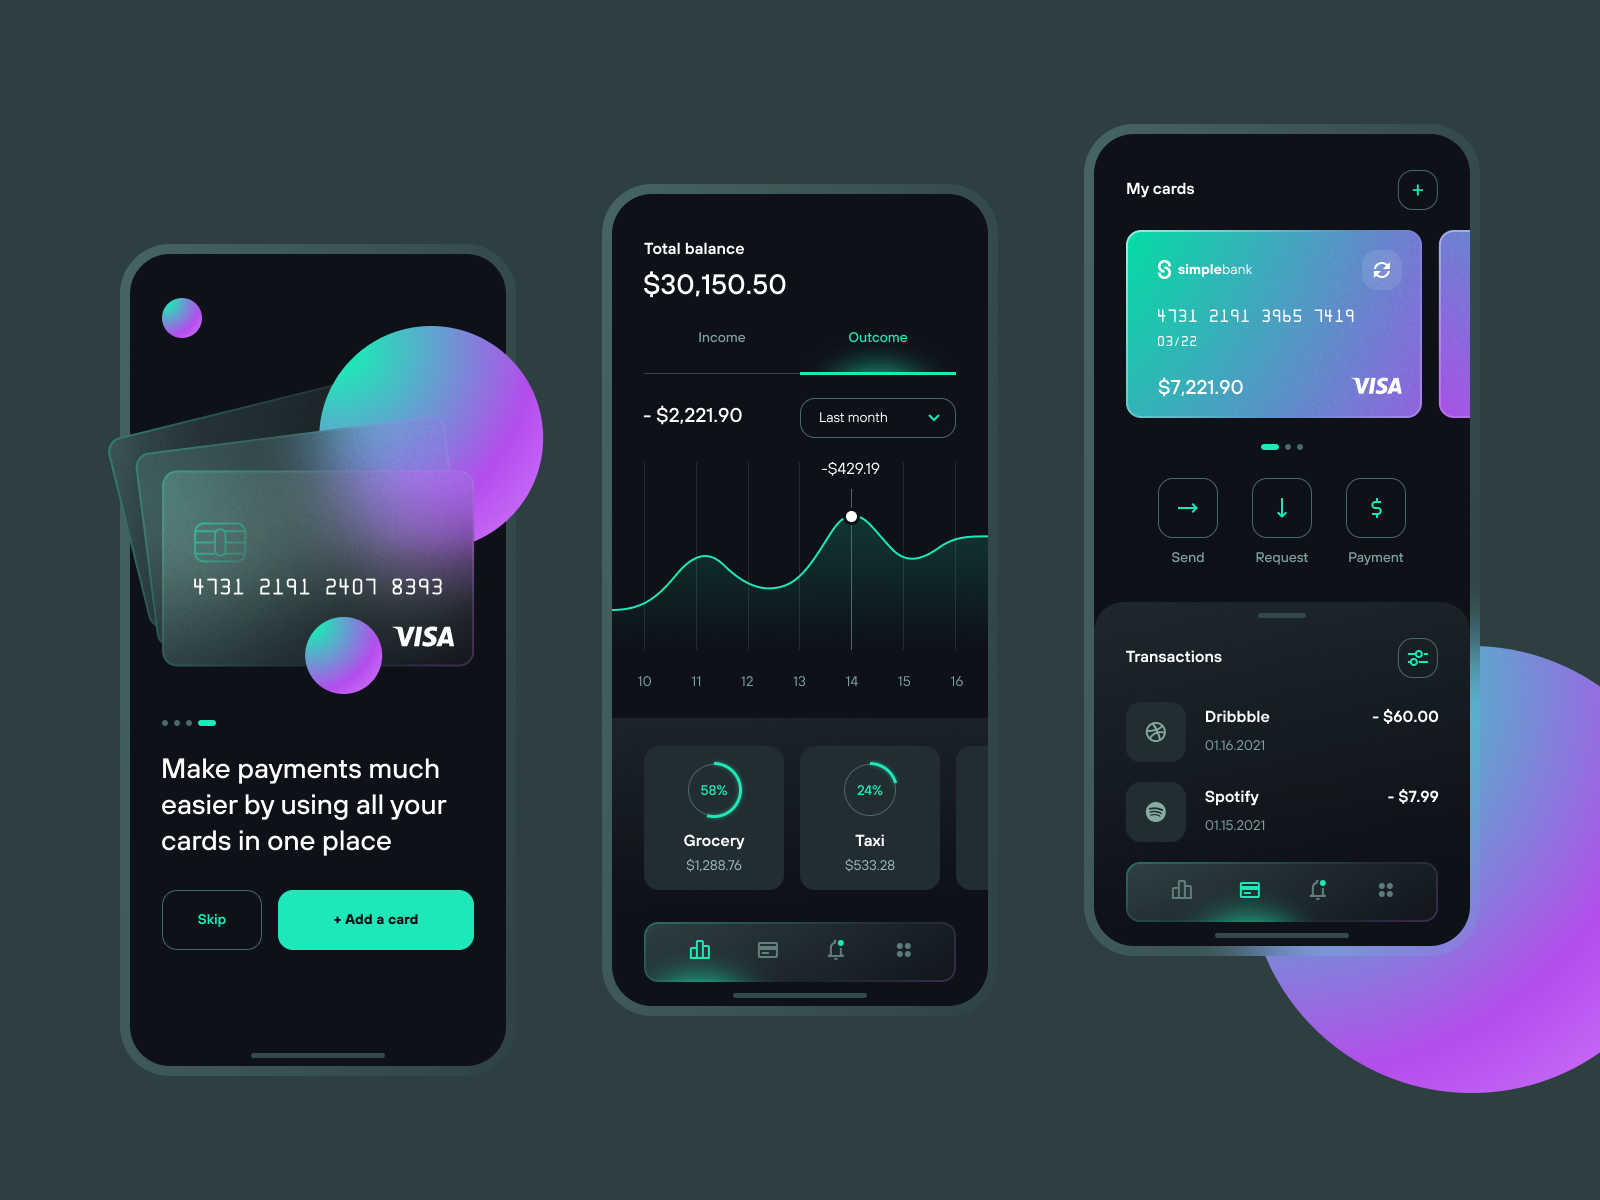 4731 2191 2407 8393
VISA
Make payments much
easier by using all your
cards in one place
Skip
+ Add a card
Total balance
$30,150.50
Income
Outcome
- $2,221.90
Last month
-$429.19
10 11 12 13 14 15 16
58%
Grocery
$1,288.76
24%
Taxi
$533.28
My cards
+
simplebank
4731 2191 3965 7419
03/22
$7,221.90
VISA
Send
Request
$
Payment
Transactions
Dribbble
- $60.00
01.16.2021
Spotify
- $7.99
01.15.2021